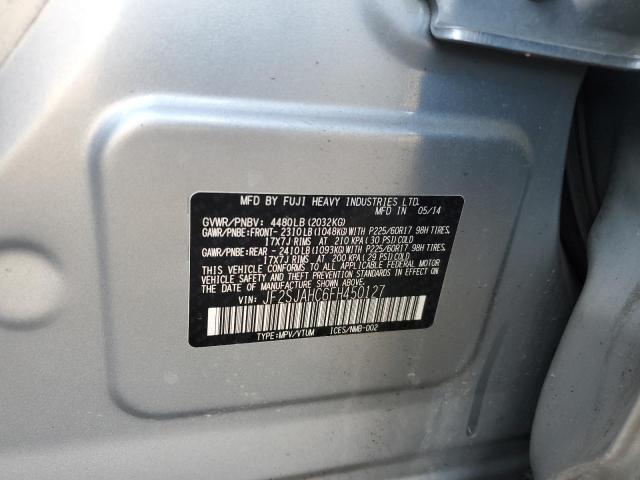 MFD BY FUJI HEAVY INDUSTRIES LTD.
MFD IN 05/14
GVWR/PNBV: 4480LB (2032KG)
GAWR/PNBE:FRONT- 2310LB (1048KG) WITH P225/60R17 98H TIRES,
17X7J RIMS AT 210 KPA (30 PSI) COLD
GAWR/PNBE:REAR - 2410LB (1093KG) WITH P225/60R17 98H TIRES,
17X7J RIMS AT 200 KPA (29 PSI) COLD
THIS VEHICLE CONFORMS TO ALL APPLICABLE FEDERAL MOTOR
VEHICLE SAFETY AND THEFT PREVENTION STANDARDS IN EFFECT
ON THE DATE OF MANUFACTURE SHOWN ABOVE.
VIN: JF2SJAHC6FH450127
TYPE:MPV/VTUM ICES/NMB-002